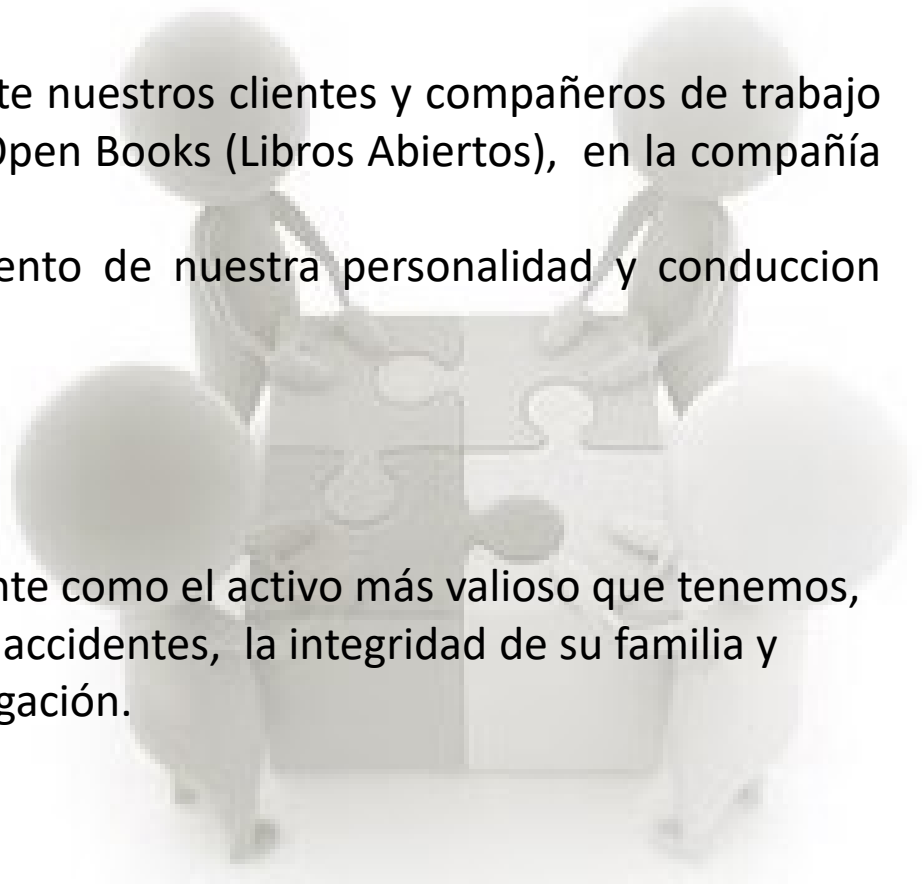 te nuestros clientes y compañeros de trabajo
Open Books (Libros Abiertos), en la compañía
ento de nuestra personalidad y conduccion
nte como el activo más valioso que tenemos,
accidentes, la integridad de su familia y
gación.